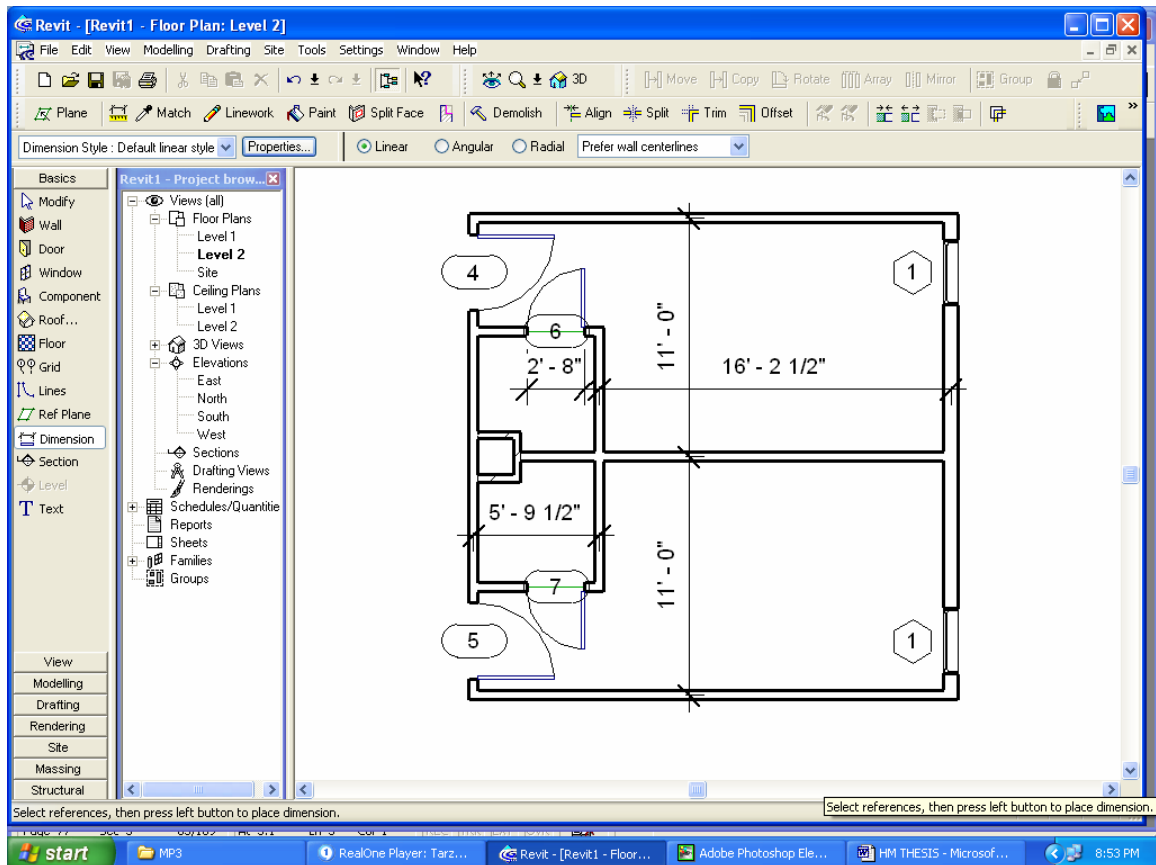 Revit - [Revit1 - Floor Plan: Level 2]
File Edit View Modelling Drafting Site Tools Settings Window Help
3D Move Copy Rotate Array Mirror Group
Plane Match Linework Paint Split Face Demolish Align Split Trim Offset
Dimension Style : Default linear style Properties... Linear Angular Radial Prefer wall centerlines
Basics
Modify
Wall
Door
Window
Component
Roof...
Floor
Grid
Lines
Ref Plane
Dimension
Section
Level
Text
View
Modelling
Drafting
Rendering
Site
Massing
Structural
Revit1 - Project brow...
Views (all)
Floor Plans
Level 1
Level 2
Site
Ceiling Plans
Level 1
Level 2
3D Views
Elevations
East
North
South
West
Sections
Drafting Views
Renderings
Schedules/Quantitie
Reports
Sheets
Families
Groups
4
1
6
11' - 0"
2' - 8"
16' - 2 1/2"
5' - 9 1/2"
11' - 0"
7
5
1
Select references, then press left button to place dimension.
Select references, then press left button to place dimension.
start MP3 RealOne Player: Tarz... Revit - [Revit1 - Floor... Adobe Photoshop Ele... HM THESIS - Microsof... 8:53 PM